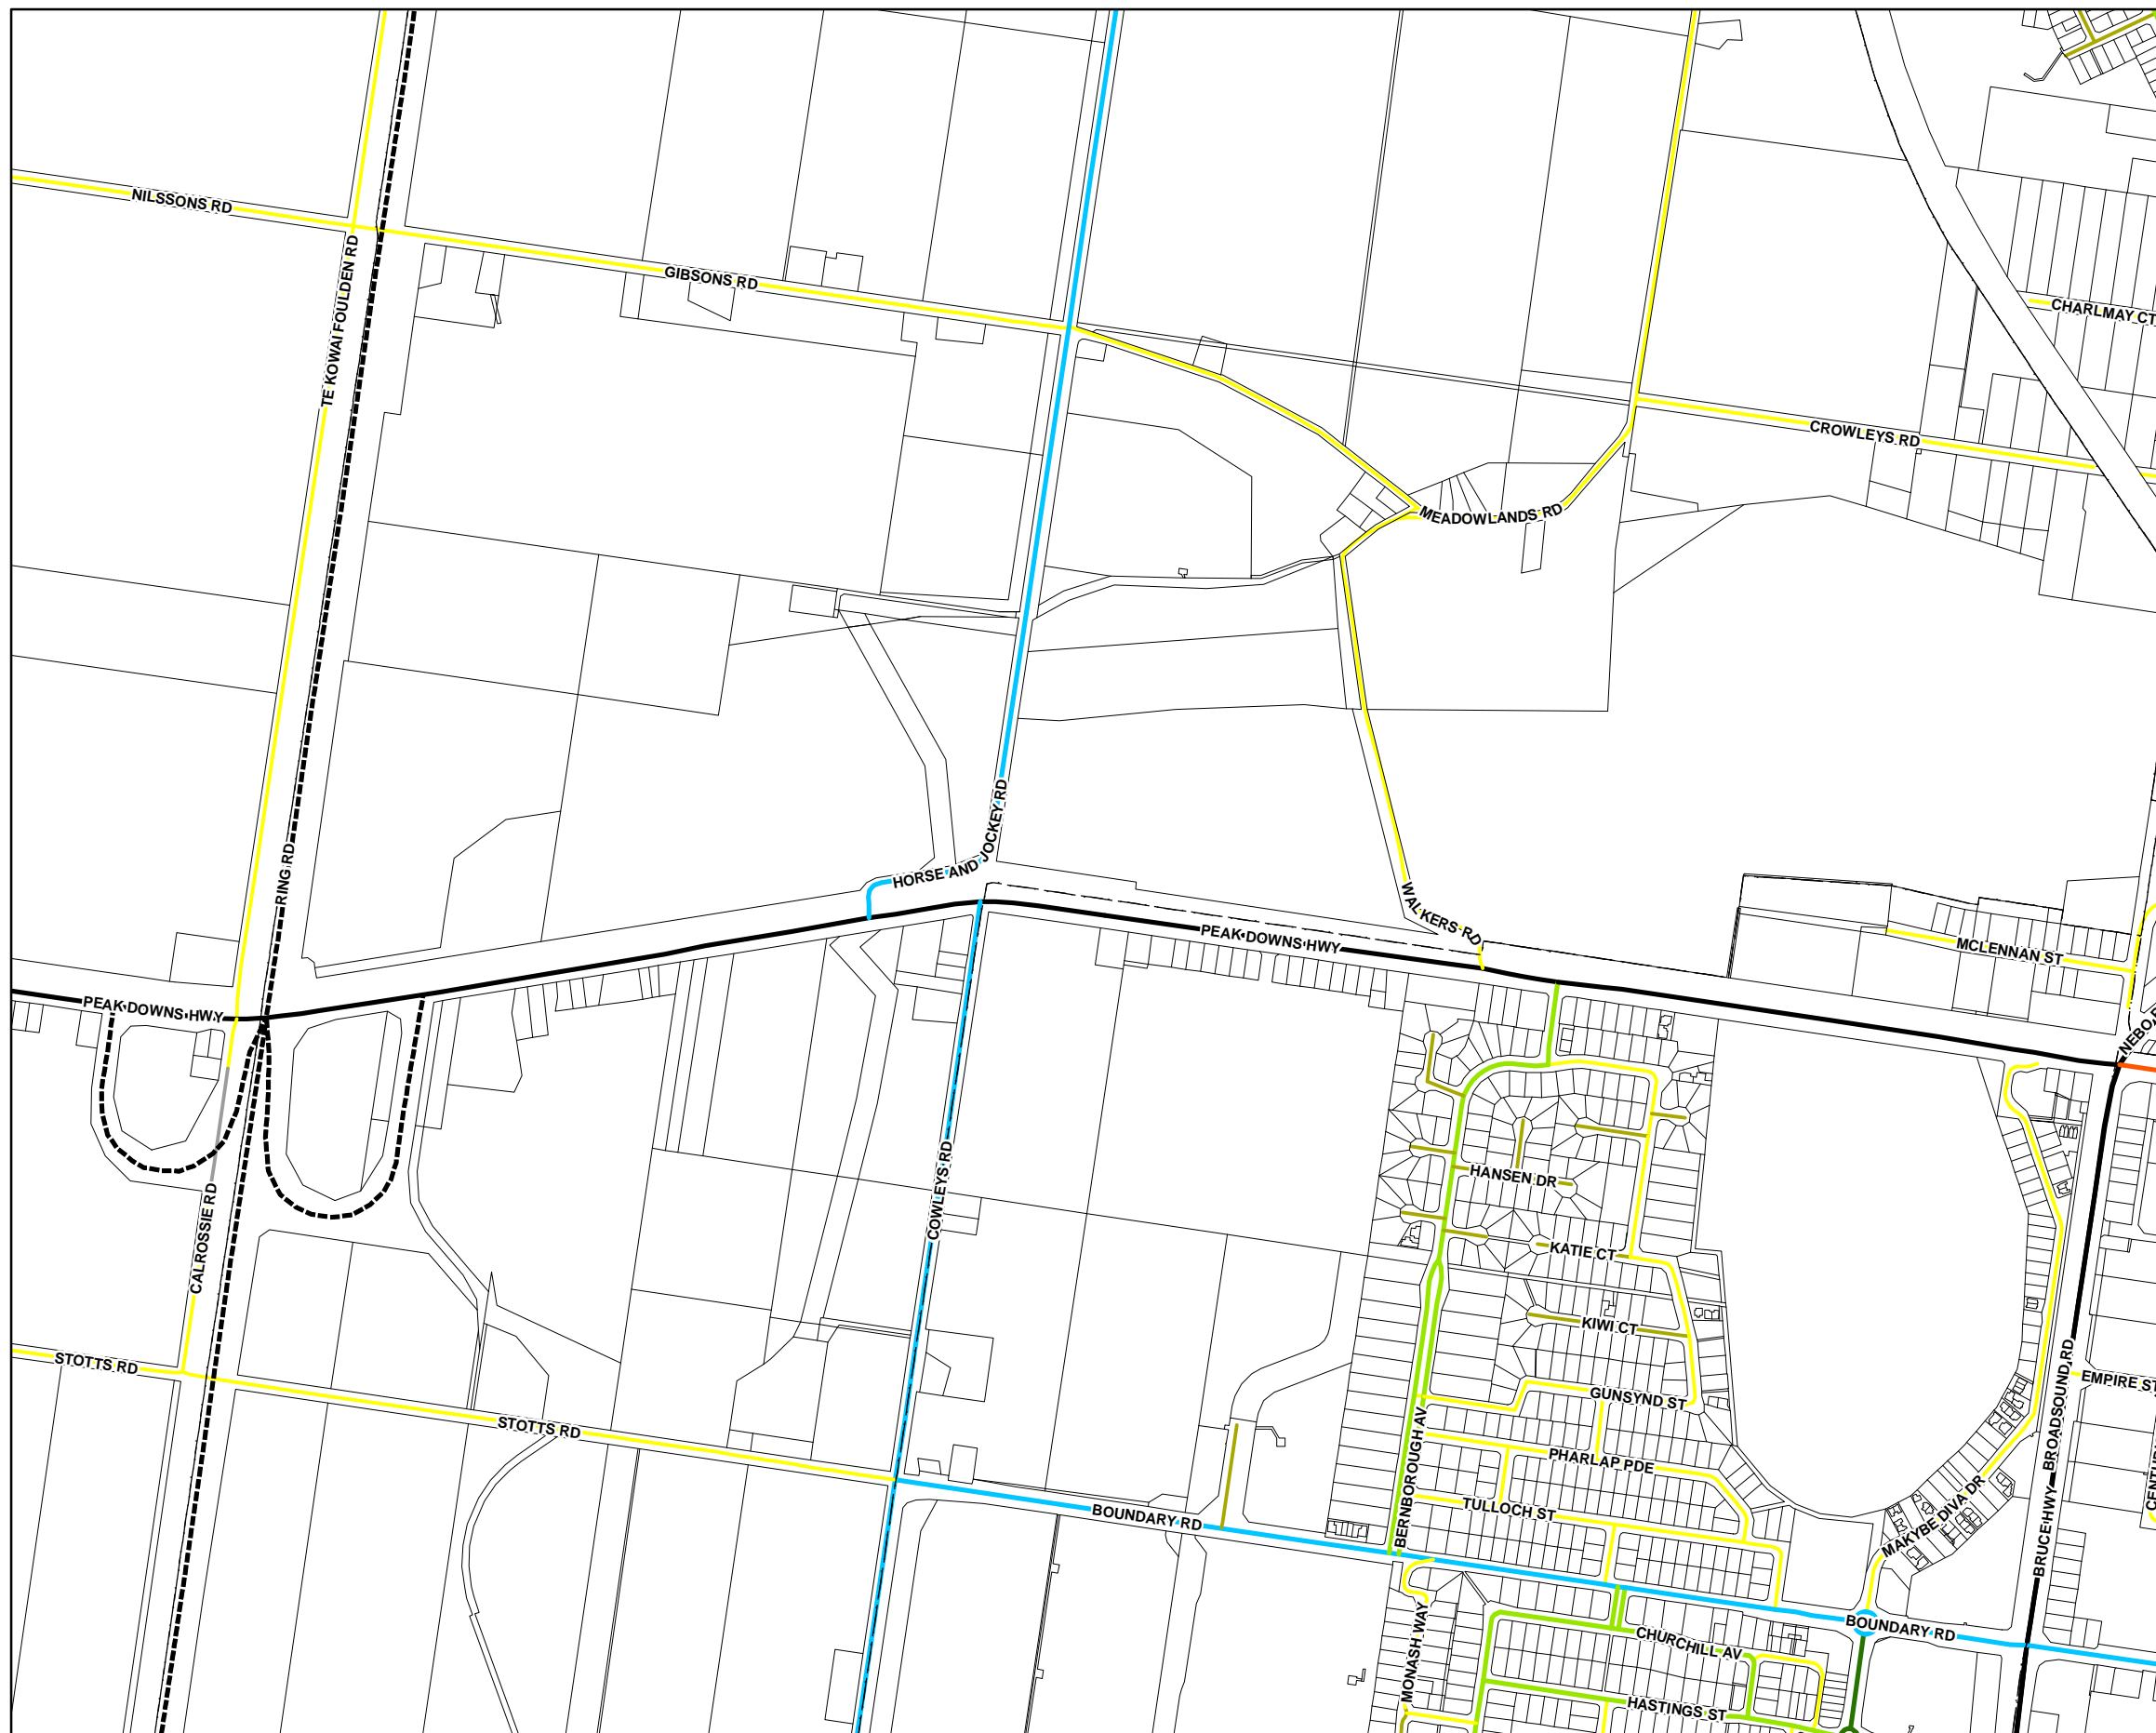 NILSSONS RD
TE KOWAI FOULDEN RD
GIBSONS RD
CHARLMAY CT
CROWLEYS RD
MEADOWLANDS RD
HORSE AND JOCKEY RD
RING RD
WALKERS RD
PEAK DOWNS HWY
MCLENNAN ST
PEAK DOWNS HWY
COWLEYS RD
HANSEN DR
CALROSSIE RD
KATIE CT
KIWI CT
STOTTS RD
GUNSYND ST
EMPIRE ST
STOTTS RD
BERNBOROUGH AV
PHARLAP PDE
BRUCE HWY
BROADSOUND RD
TULLOCH ST
BOUNDARY RD
MAKYBE DIVA DR
MONASH WAY
BOUNDARY RD
CHURCHILL AV
HASTINGS ST